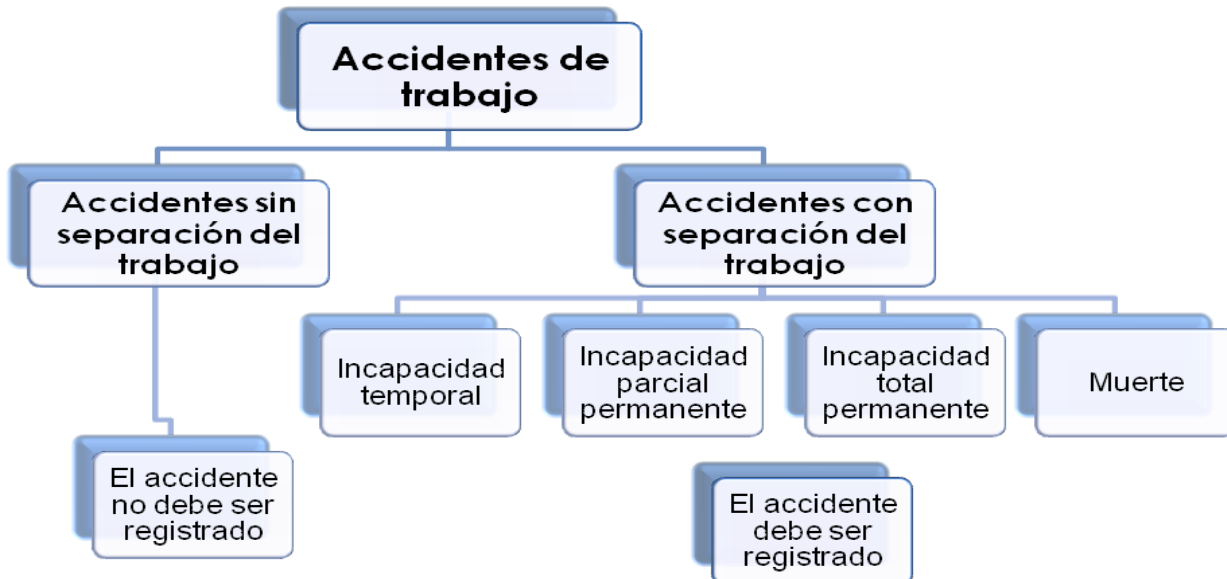 Accidentes de
trabajo
Accidentes sin
separación del
trabajo
Accidentes con
separación del
trabajo
Incapacidad
temporal
Incapacidad
parcial
permanente
Incapacidad
total
permanente
Muerte
El accidente
no debe ser
registrado
El accidente
debe ser
registrado